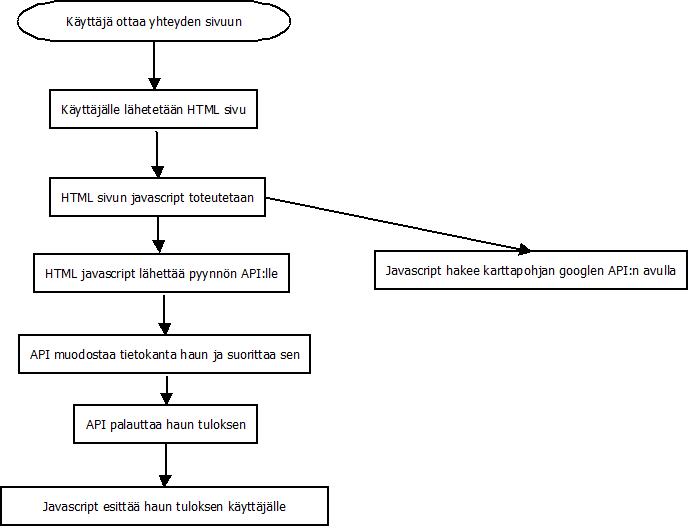 Käyttäjä ottaa yhteyden sivuun
Käyttäjälle lähetetään HTML sivu
HTML sivun javascript toteutetaan
HTML javascript lähettää pyynnön API:lle
Javascript hakee karttapohjan googlen API:n avulla
API muodostaa tietokanta haun ja suorittaa sen
API palauttaa haun tuloksen
Javascript esittää haun tuloksen käyttäjälle